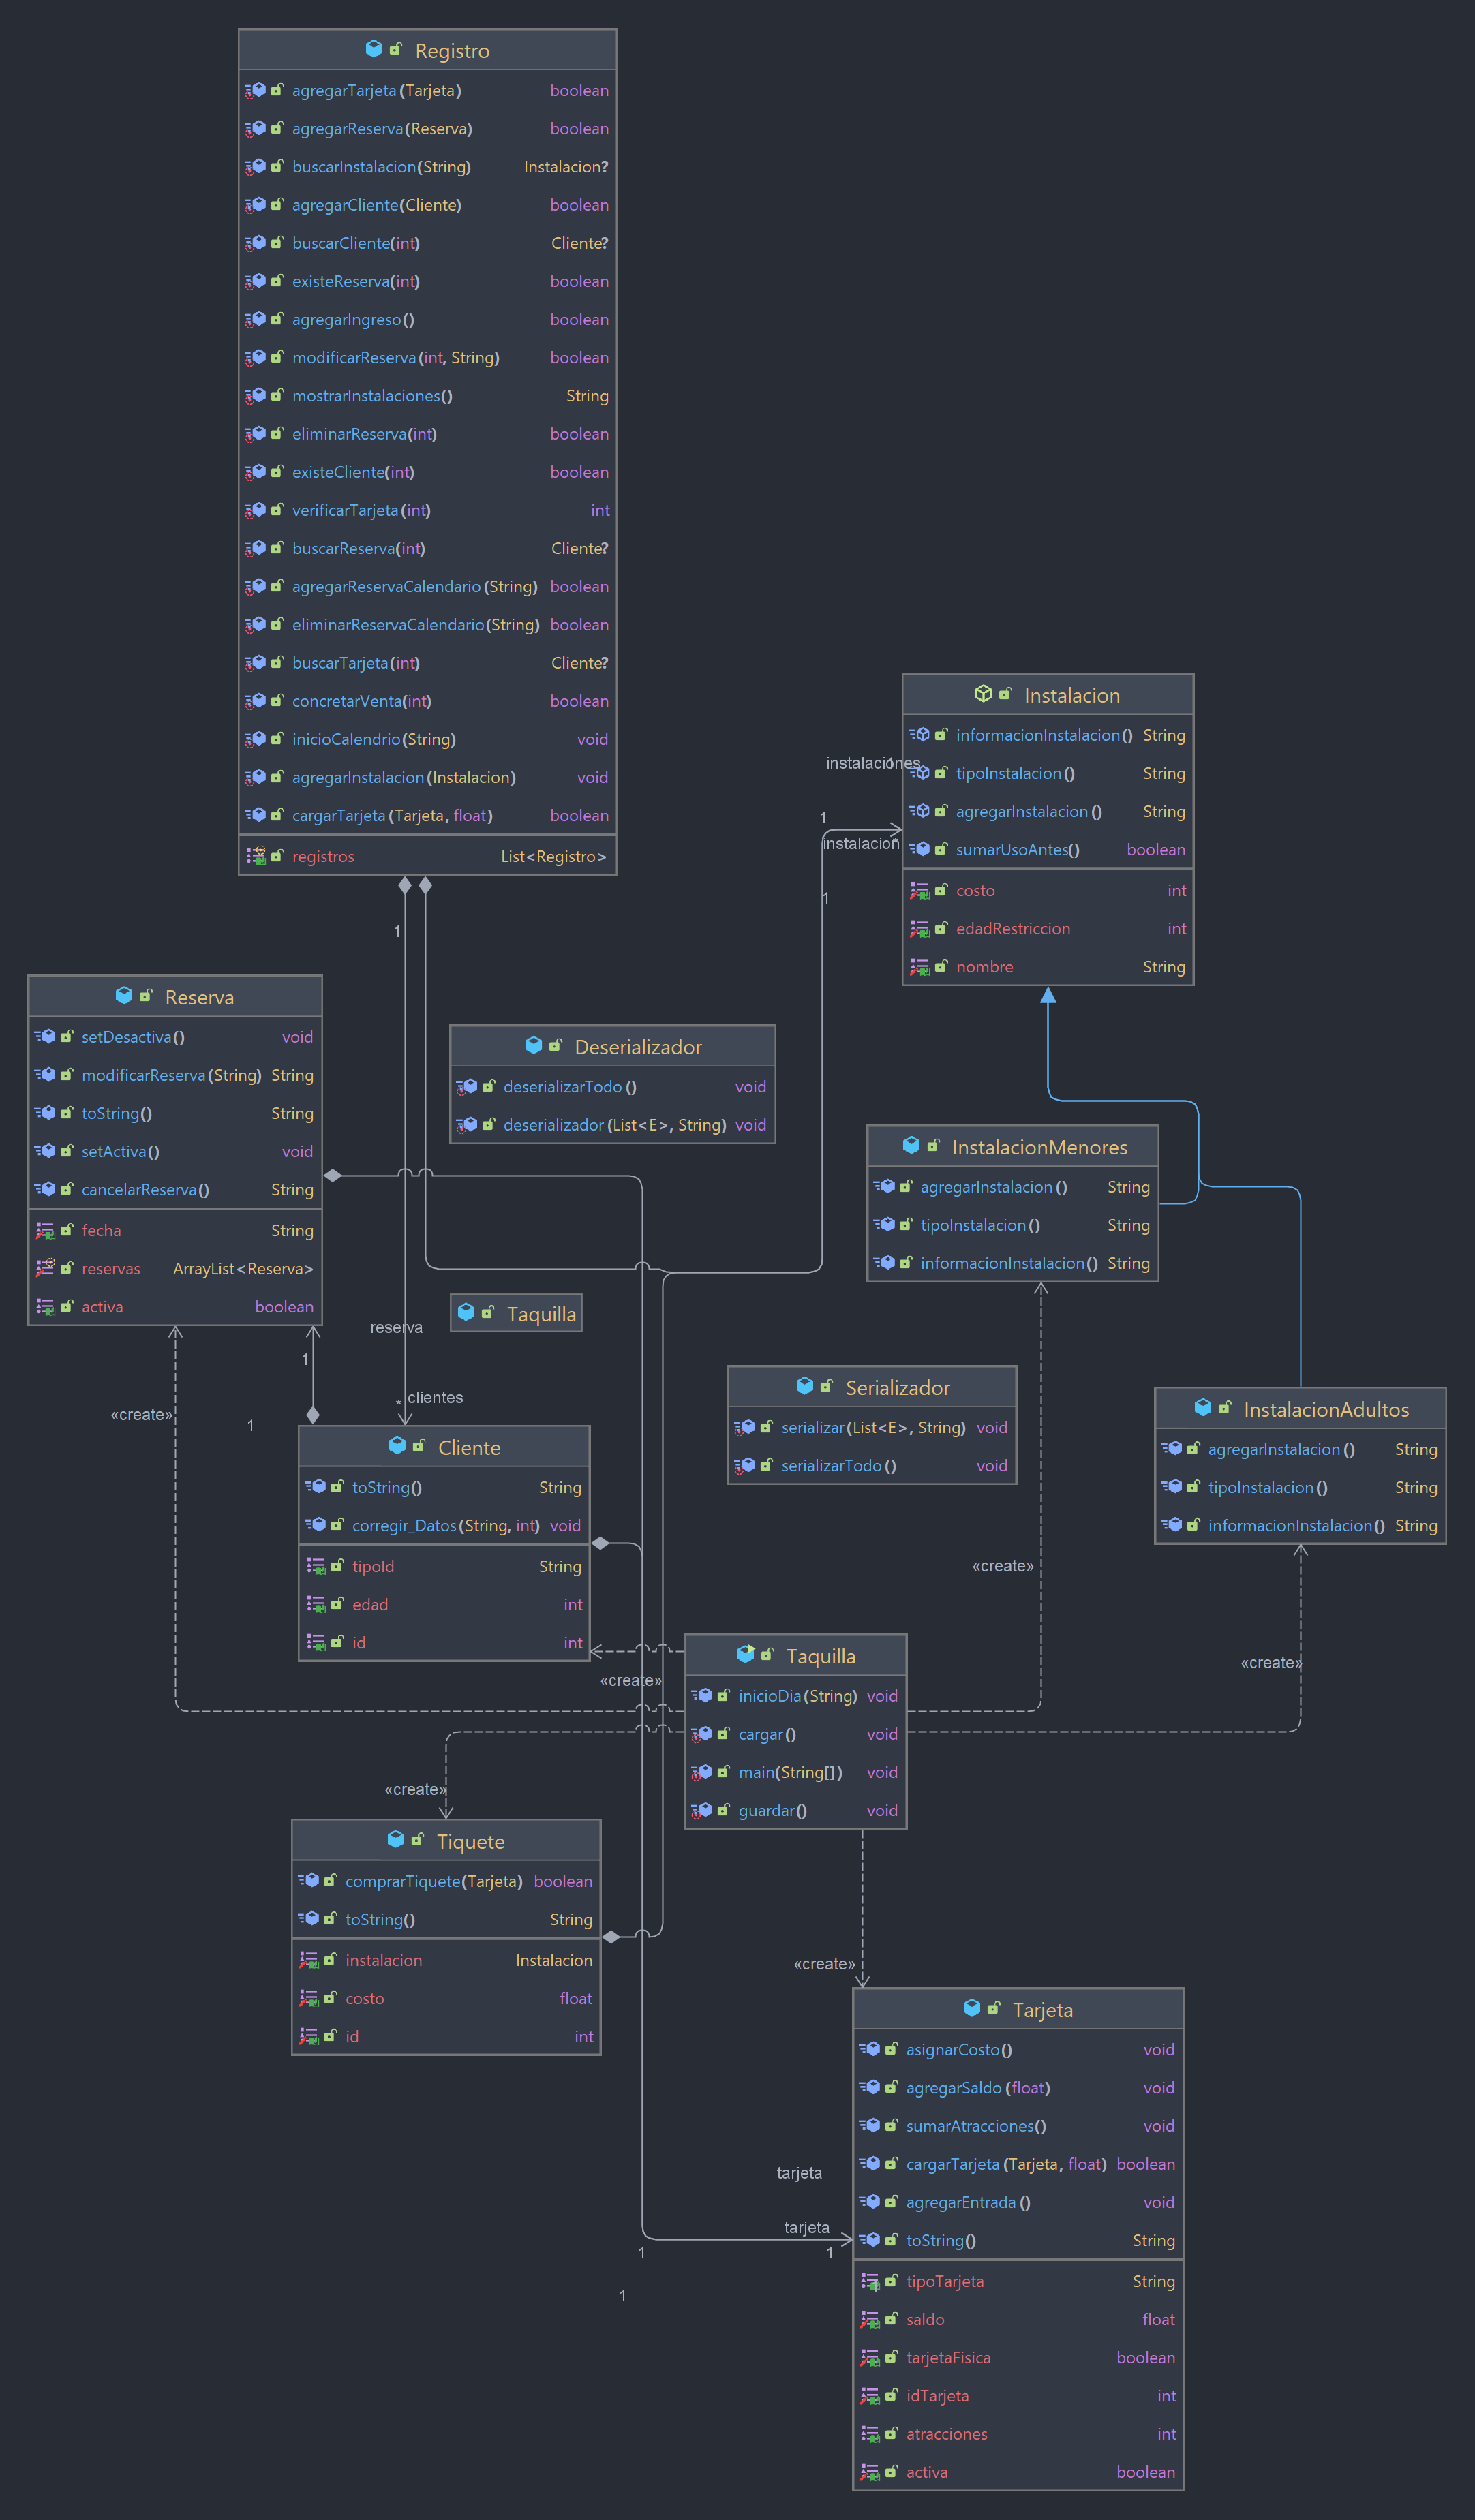 Registro
agregarTarjeta(Tarjeta) boolean
agregarReserva(Reserva) boolean
buscarInstalacion(String) Instalacion?
agregarCliente(Cliente) boolean
buscarCliente(int) Cliente?
existeReserva(int) boolean
agregarIngreso() boolean
modificarReserva(int, String) boolean
mostrarInstalaciones() String
eliminarReserva(int) boolean
existeCliente(int) boolean
verificarTarjeta(int) int
buscarReserva(int) Cliente?
agregarReservaCalendario(String) boolean
eliminarReservaCalendario(String) boolean
buscarTarjeta(int) Cliente?
concretarVenta(int) boolean
inicioCalendrio(String) void
agregarInstalacion(Instalacion) void
cargarTarjeta(Tarjeta, float) boolean
registros List<Registro>
1
Instalacion
informacionInstalacion() String
tipoInstalacion() String
agregarInstalacion() String
sumarUsoAntes() boolean
costo int
edadRestriccion int
nombre String
instalaciones
1
1
instalacion
*
1
Reserva
setDesactiva() void
modificarReserva(String) String
toString() String
setActiva() void
cancelarReserva() String
fecha String
reservas ArrayList<Reserva>
activa boolean
Deserializador
deserializarTodo() void
deserializador(List<E>, String) void
InstalacionMenores
agregarInstalacion() String
tipoInstalacion() String
informacionInstalacion() String
Taquilla
reserva
1
* clientes
«create»
1
Serializador
serializar(List<E>, String) void
serializarTodo() void
InstalacionAdultos
agregarInstalacion() String
tipoInstalacion() String
informacionInstalacion() String
Cliente
toString() String
corregir_Datos(String, int) void
tipoId String
edad int
id int
«create»
«create»
«create»
Taquilla
inicioDia(String) void
cargar() void
main(String[]) void
guardar() void
«create»
Tiquete
comprarTiquete(Tarjeta) boolean
toString() String
instalacion Instalacion
costo float
id int
«create»
Tarjeta
asignarCosto() void
agregarSaldo(float) void
sumarAtracciones() void
cargarTarjeta(Tarjeta, float) boolean
agregarEntrada() void
toString() String
tipoTarjeta String
saldo float
tarjetaFisica boolean
idTarjeta int
atracciones int
activa boolean
tarjeta
tarjeta
1
1
1